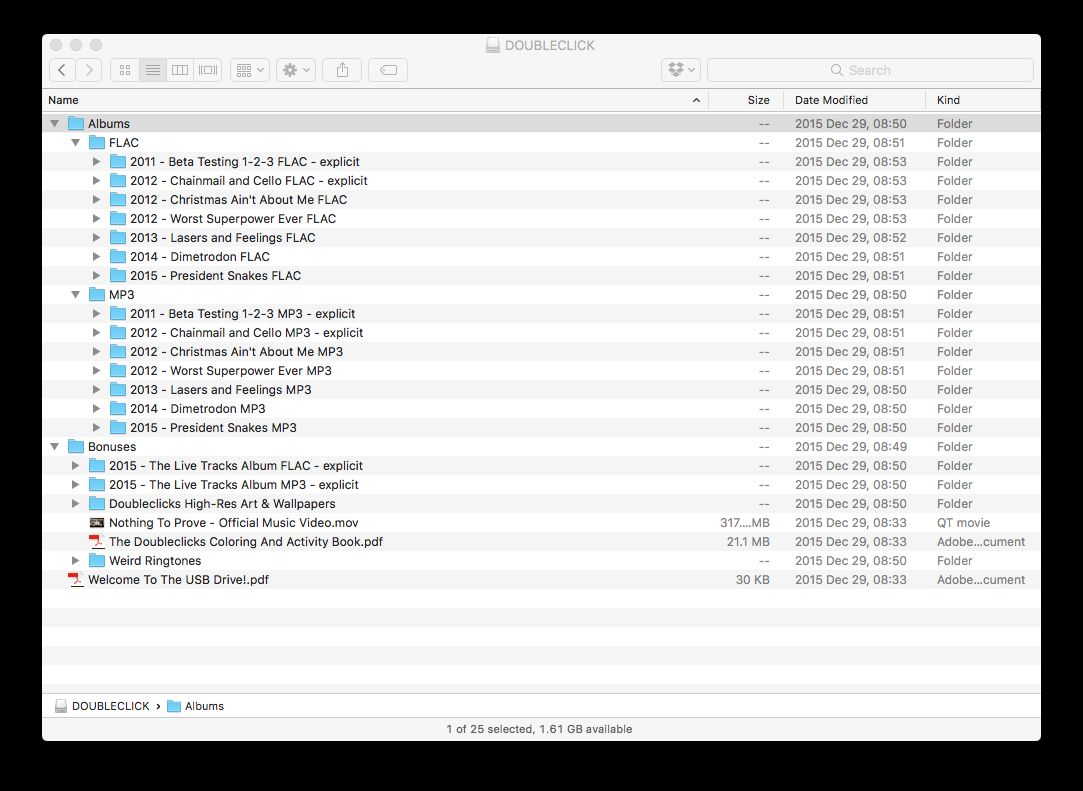 DOUBLECLICK
Search
Name Size Date Modified Kind
Albums -- 2015 Dec 29, 08:50 Folder
FLAC -- 2015 Dec 29, 08:51 Folder
2011 - Beta Testing 1-2-3 FLAC - explicit -- 2015 Dec 29, 08:53 Folder
2012 - Chainmail and Cello FLAC - explicit -- 2015 Dec 29, 08:53 Folder
2012 - Christmas Ain't About Me FLAC -- 2015 Dec 29, 08:53 Folder
2012 - Worst Superpower Ever FLAC -- 2015 Dec 29, 08:53 Folder
2013 - Lasers and Feelings FLAC -- 2015 Dec 29, 08:52 Folder
2014 - Dimetrodon FLAC -- 2015 Dec 29, 08:51 Folder
2015 - President Snakes FLAC -- 2015 Dec 29, 08:51 Folder
MP3 -- 2015 Dec 29, 08:50 Folder
2011 - Beta Testing 1-2-3 MP3 - explicit -- 2015 Dec 29, 08:51 Folder
2012 - Chainmail and Cello MP3 - explicit -- 2015 Dec 29, 08:51 Folder
2012 - Christmas Ain't About Me MP3 -- 2015 Dec 29, 08:51 Folder
2012 - Worst Superpower Ever MP3 -- 2015 Dec 29, 08:51 Folder
2013 - Lasers and Feelings MP3 -- 2015 Dec 29, 08:50 Folder
2014 - Dimetrodon MP3 -- 2015 Dec 29, 08:50 Folder
2015 - President Snakes MP3 -- 2015 Dec 29, 08:50 Folder
Bonuses -- 2015 Dec 29, 08:49 Folder
2015 - The Live Tracks Album FLAC - explicit -- 2015 Dec 29, 08:50 Folder
2015 - The Live Tracks Album MP3 - explicit -- 2015 Dec 29, 08:50 Folder
Doubleclicks High-Res Art & Wallpapers -- 2015 Dec 29, 08:50 Folder
Nothing To Prove - Official Music Video.mov 317....MB 2015 Dec 29, 08:33 QT movie
The Doubleclicks Coloring And Activity Book.pdf 21.1 MB 2015 Dec 29, 08:33 Adobe...cument
Weird Ringtones -- 2015 Dec 29, 08:50 Folder
Welcome To The USB Drive!.pdf 30 KB 2015 Dec 29, 08:33 Adobe...cument
DOUBLECLICK › Albums
1 of 25 selected, 1.61 GB available